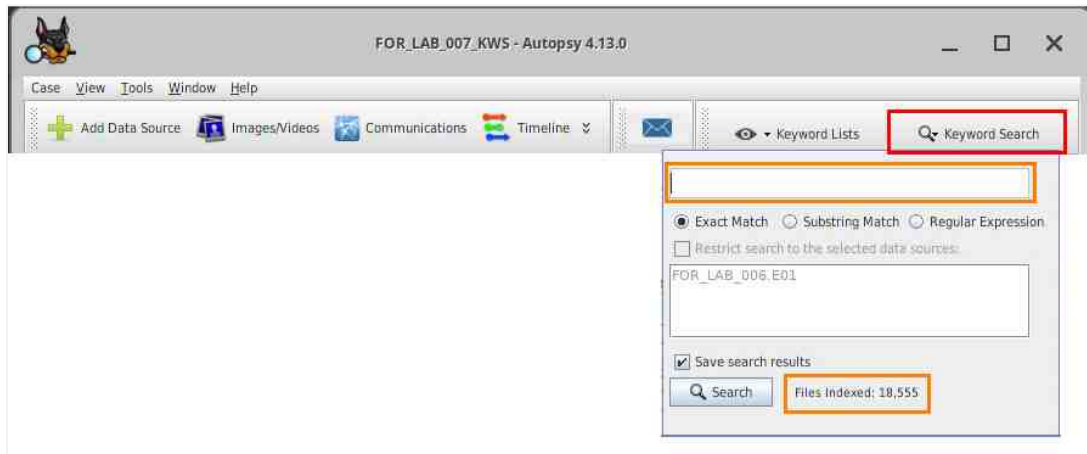 FOR_LAB_007_KWS - Autopsy 4.13.0
Case View Tools Window Help
Add Data Source Images/Videos Communications Timeline Keyword Lists Keyword Search
Exact Match Substring Match Regular Expression
Restrict search to the selected data sources:
FOR_LAB_006.E01
Save search results
Search Files Indexed: 18,555